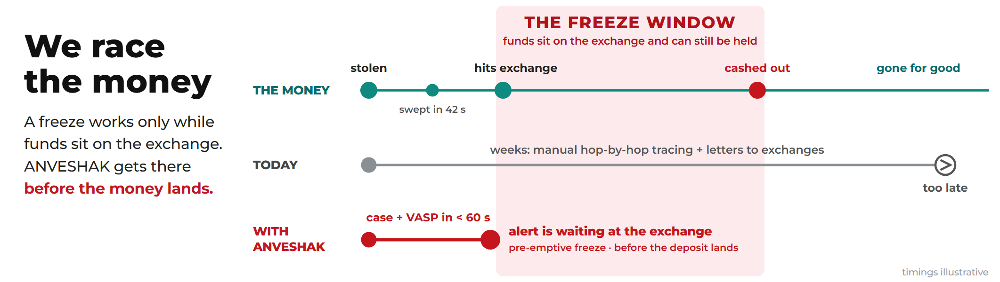 We race
the money
A freeze works only while
funds sit on the exchange.
ANVESHAK gets there
before the money lands.
THE FREEZE WINDOW
funds sit on the exchange and can still be held
stolen
hits exchange
cashed out
gone for good
THE MONEY
swept in 42 s
weeks: manual hop-by-hop tracing + letters to exchanges
TODAY
too late
case + VASP in < 60 s
WITH
ANVESHAK
alert is waiting at the exchange
pre-emptive freeze · before the deposit lands
timings illustrative